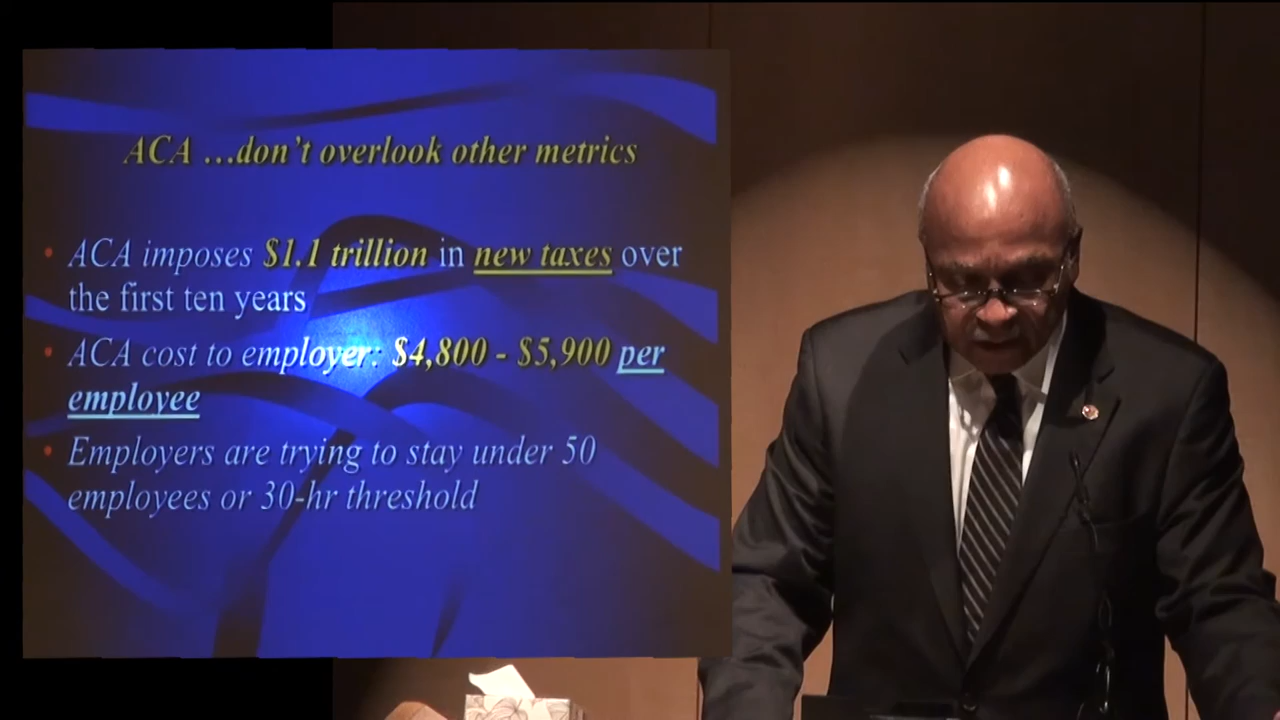 ACA ...don't overlook other metrics
• ACA imposes $1.1 trillion in new taxes over
the first ten years
• ACA cost to employer: $4,800 - $5,900 per
employee
• Employers are trying to stay under 50
employees or 30-hr threshold